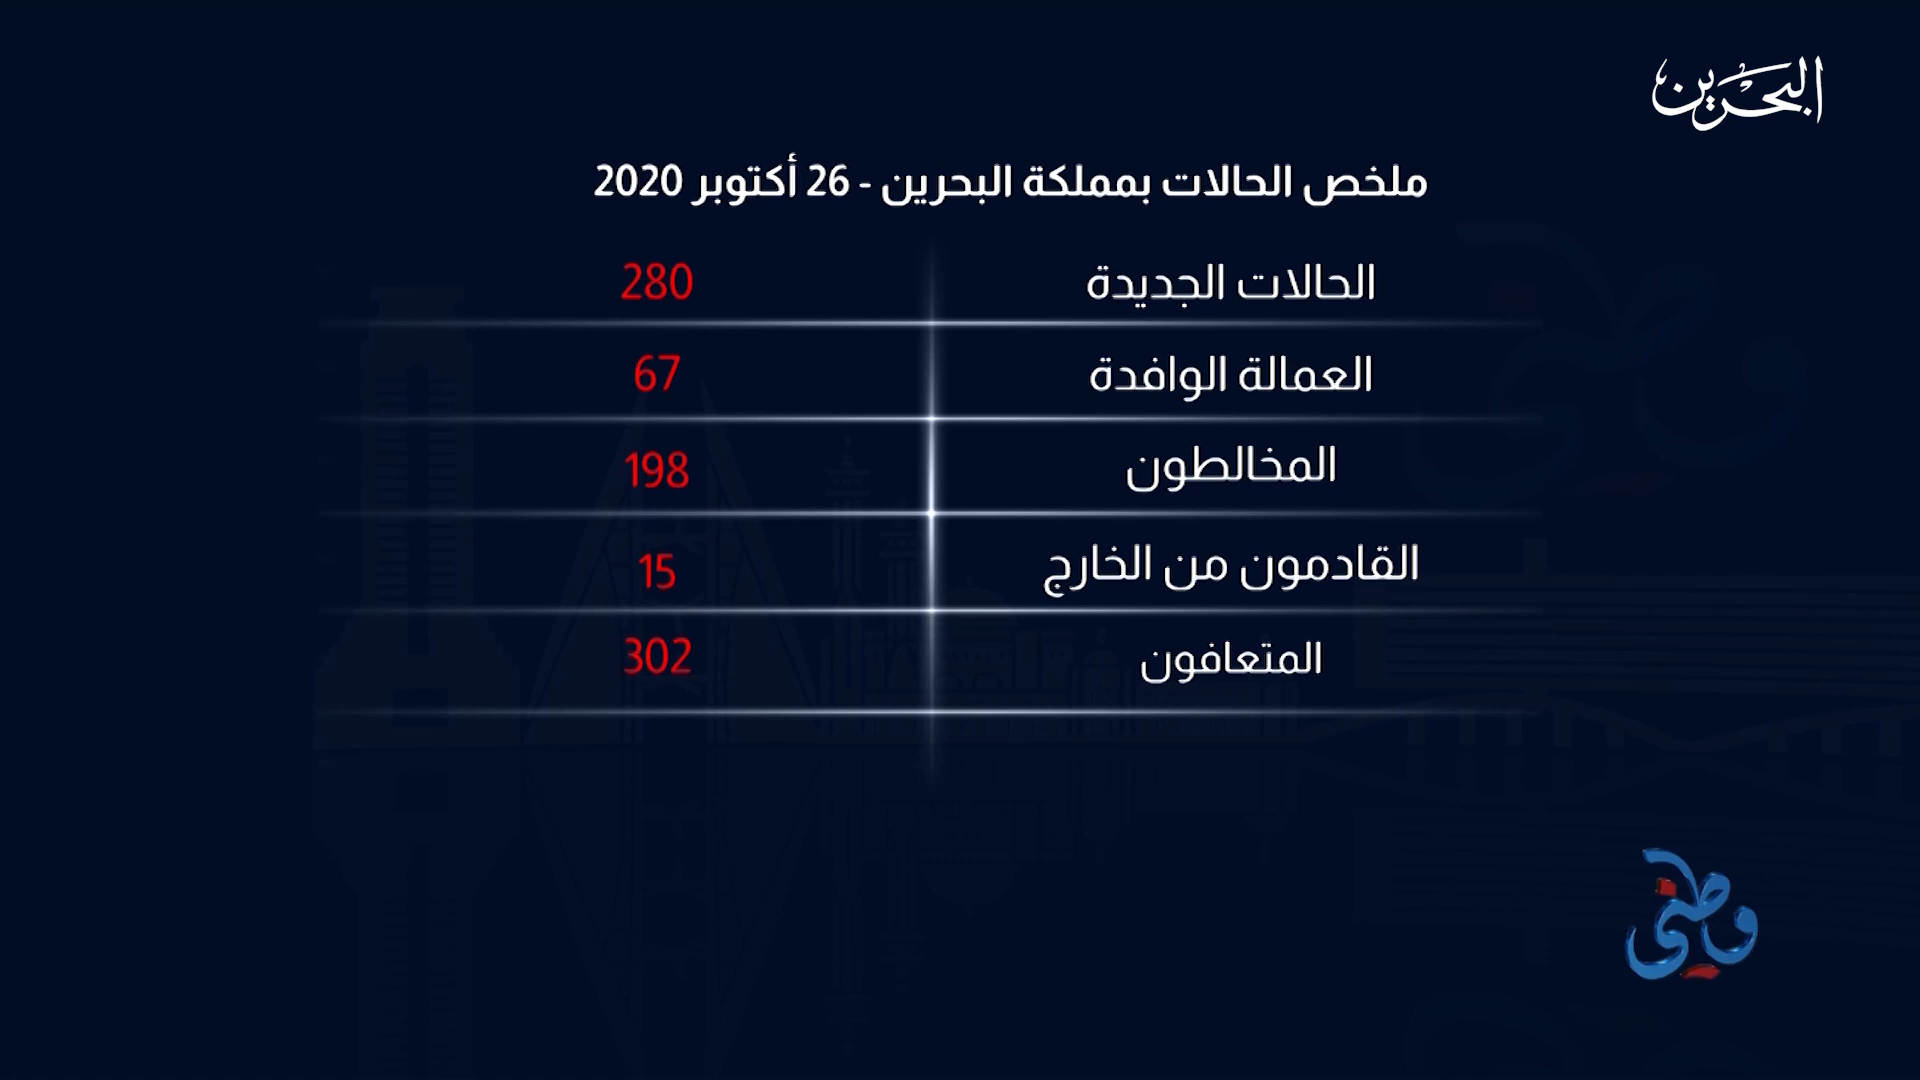 البحرين
ملخص الحالات بمملكة البحرين - 26 أكتوبر 2020
الحالات الجديدة 280
العمالة الوافدة 67
المخالطون 198
القادمون من الخارج 15
المتعافون 302
وطني